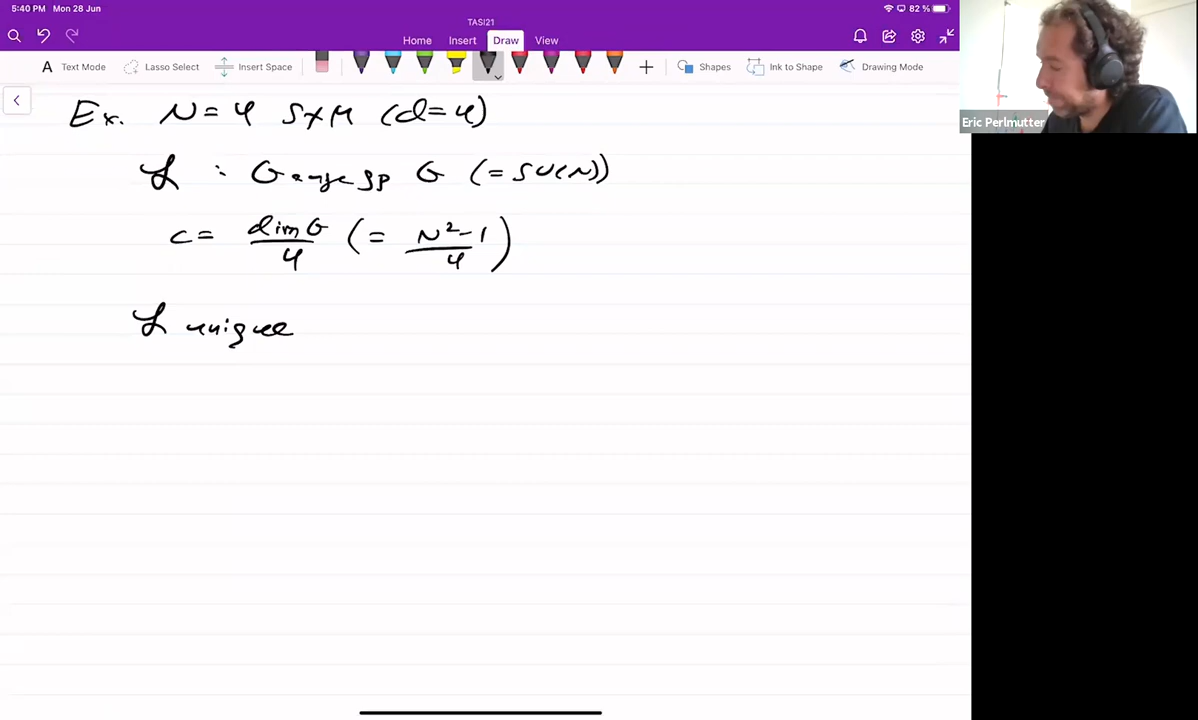 5:40 PM Mon 28 Jun
82 %
TASI21
Home Insert Draw View
A Text Mode Lasso Select Insert Space Shapes Ink to Shape Drawing Mode
Eric Perlmutter
Ex. N=4 SYM (d=4)
L : Gauge gp G (= SU(N))
c = dim G / 4 (= N²-1 / 4)
L unique